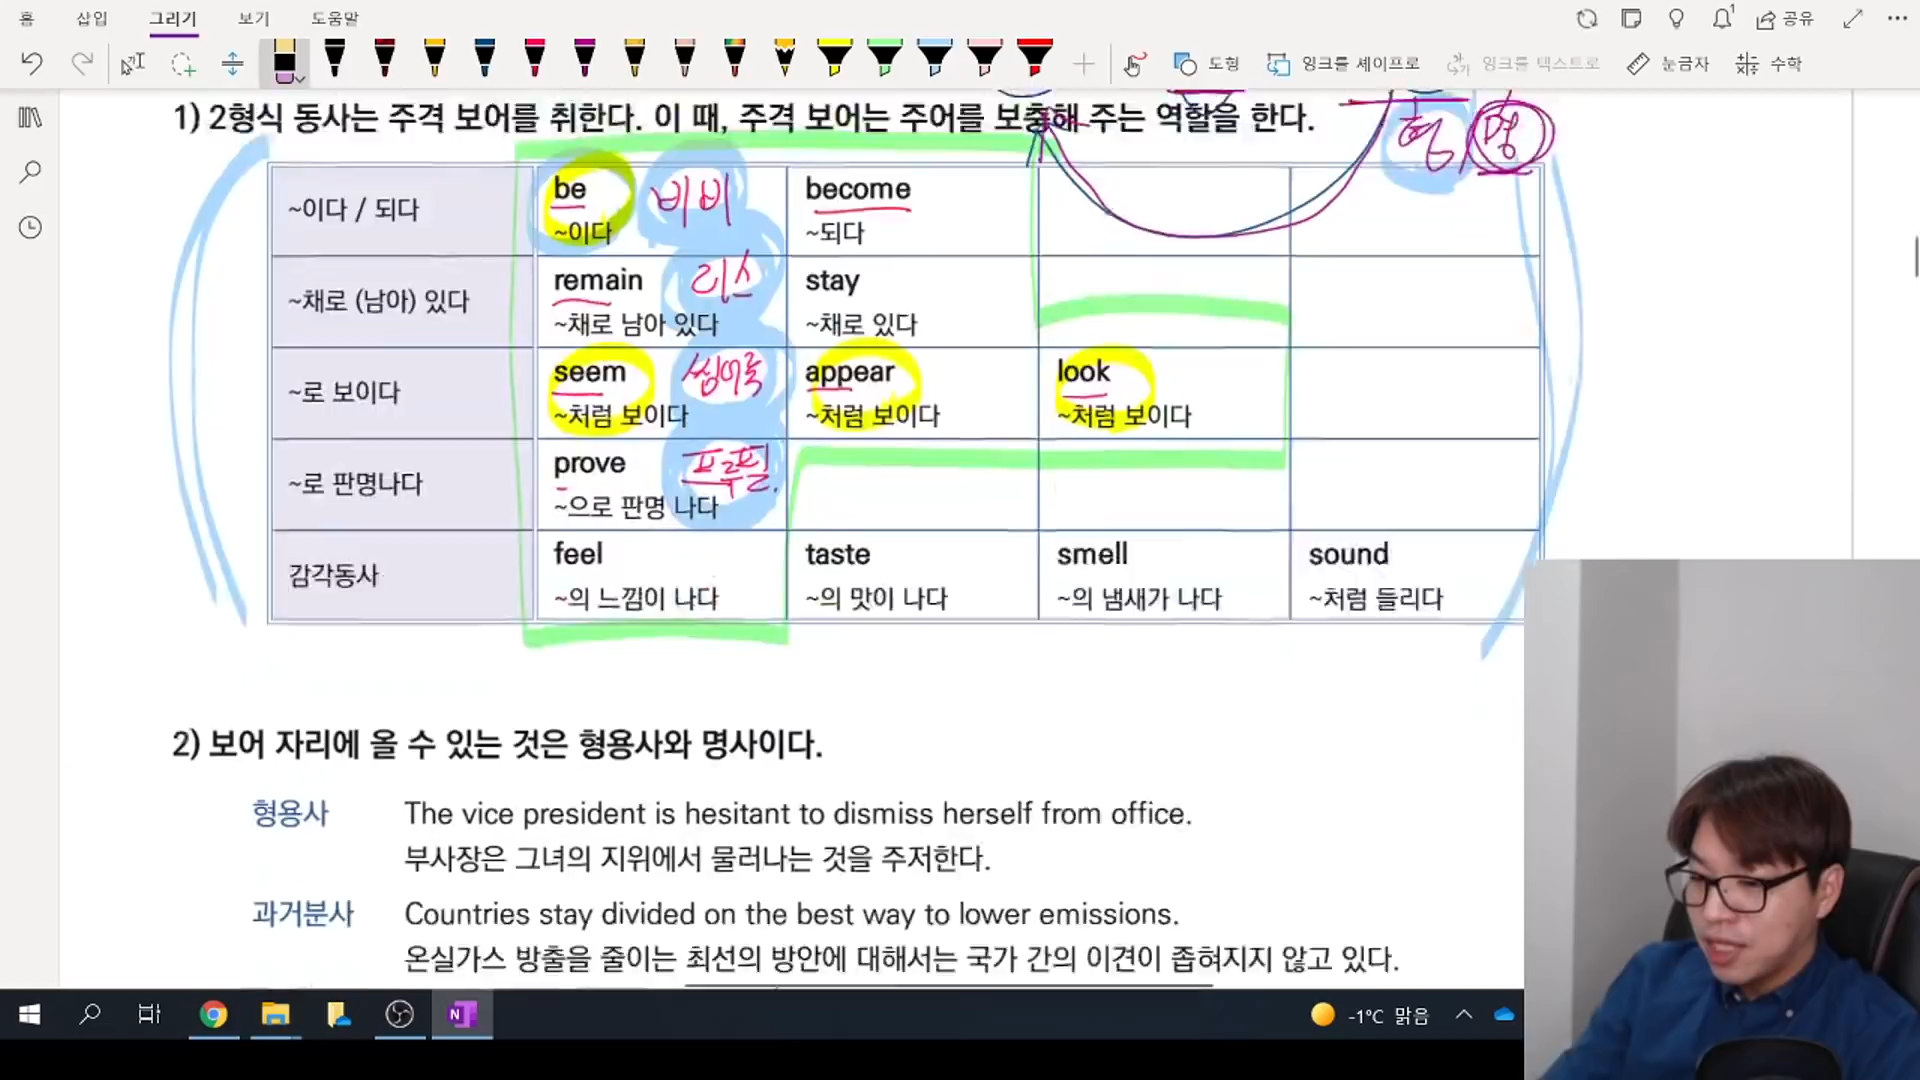 홈 삽입 그리기 보기 도움말 공유
도형 잉크를 셰이프로 잉크를 텍스트로 눈금자 수학
1) 2형식 동사는 주격 보어를 취한다. 이 때, 주격 보어는 주어를 보충해 주는 역할을 한다.
형/명
~이다 / 되다 be 비비 become
~이다 ~되다
~채로 (남아) 있다 remain 리스 stay
~채로 남아 있다 ~채로 있다
~로 보이다 seem 씸어룩 appear look
~처럼 보이다 ~처럼 보이다 ~처럼 보이다
~로 판명나다 prove 프루필
~으로 판명 나다
감각동사 feel taste smell sound
~의 느낌이 나다 ~의 맛이 나다 ~의 냄새가 나다 ~처럼 들리다
2) 보어 자리에 올 수 있는 것은 형용사와 명사이다.
형용사 The vice president is hesitant to dismiss herself from office.
부사장은 그녀의 지위에서 물러나는 것을 주저한다.
과거분사 Countries stay divided on the best way to lower emissions.
온실가스 방출을 줄이는 최선의 방안에 대해서는 국가 간의 이견이 좁혀지지 않고 있다.
N -1°C 맑음